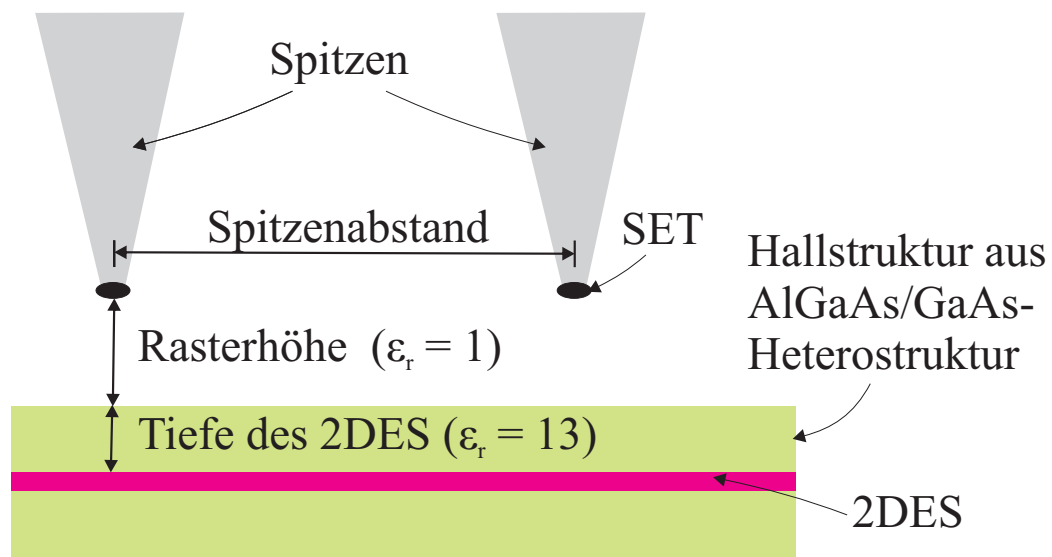 Spitzen
Spitzenabstand
SET
Hallstruktur aus
AlGaAs/GaAs-
Heterostruktur
Rasterhöhe (εᵣ = 1)
Tiefe des 2DES (εᵣ = 13)
2DES